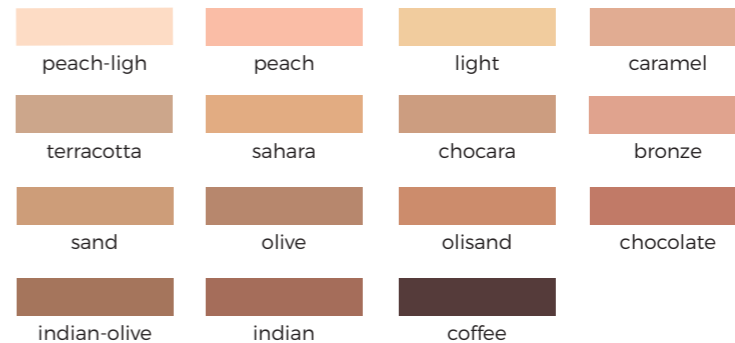 peach-ligh peach light caramel
terracotta sahara chocara bronze
sand olive olisand chocolate
indian-olive indian coffee